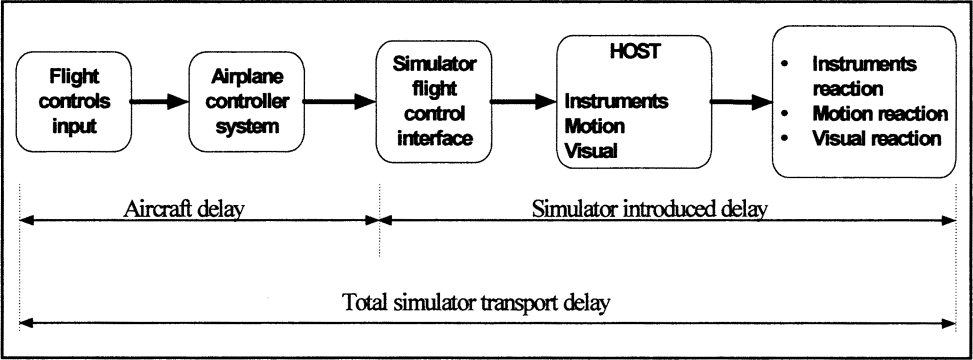 Flight
controls
input
Airplane
controller
system
Simulator
flight
control
interface
HOST
Instruments
Motion
Visual
• Instruments
reaction
• Motion reaction
• Visual reaction
Aircraft delay
Simulator introduced delay
Total simulator transport delay